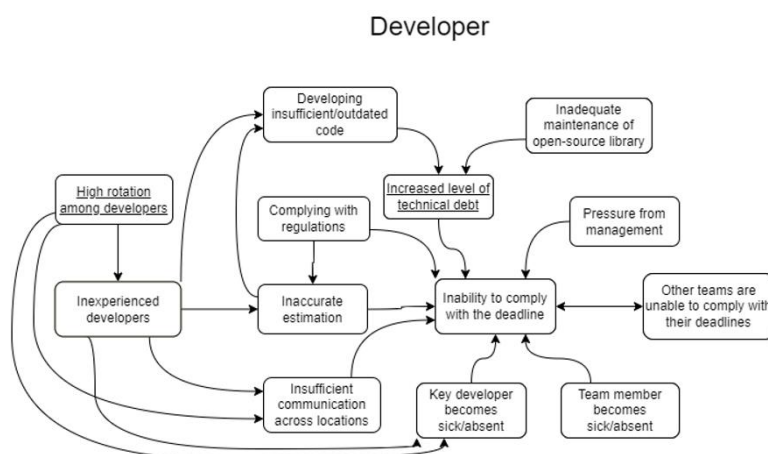 Developer
Developing
insufficient/outdated
code
Inadequate
maintenance of
open-source library
High rotation
among developers
Increased level of
technical debt
Complying with
regulations
Pressure from
management
Inexperienced
developers
Inaccurate
estimation
Inability to comply
with the deadline
Other teams are
unable to comply with
their deadlines
Insufficient
communication
across locations
Key developer
becomes
sick/absent
Team member
becomes
sick/absent